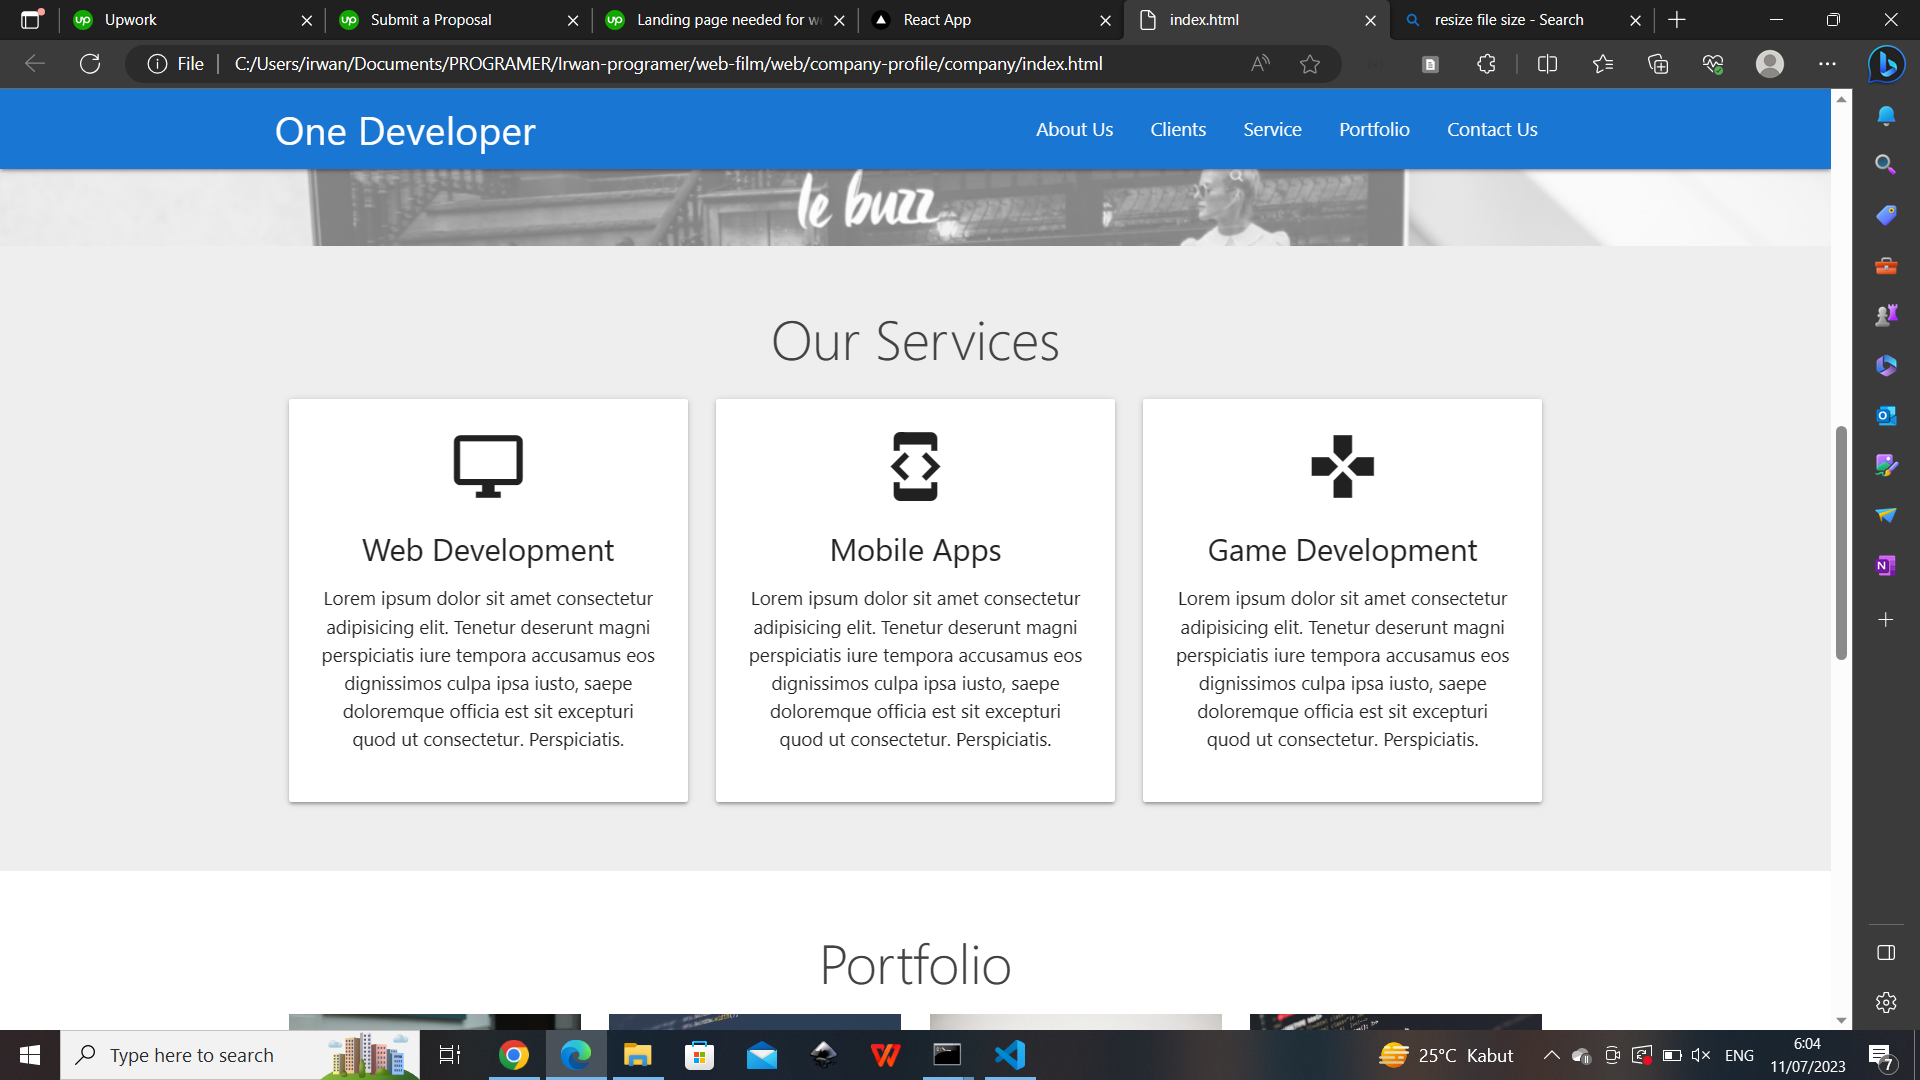 Upwork
Submit a Proposal
Landing page needed for w
React App
index.html
resize file size - Search
File
C:/Users/irwan/Documents/PROGRAMER/Irwan-programer/web-film/web/company-profile/company/index.html
One Developer
About Us
Clients
Service
Portfolio
Contact Us
le buzz
Our Services
Web Development
Lorem ipsum dolor sit amet consectetur
adipisicing elit. Tenetur deserunt magni
perspiciatis iure tempora accusamus eos
dignissimos culpa ipsa iusto, saepe
doloremque officia est sit excepturi
quod ut consectetur. Perspiciatis.
Mobile Apps
Lorem ipsum dolor sit amet consectetur
adipisicing elit. Tenetur deserunt magni
perspiciatis iure tempora accusamus eos
dignissimos culpa ipsa iusto, saepe
doloremque officia est sit excepturi
quod ut consectetur. Perspiciatis.
Game Development
Lorem ipsum dolor sit amet consectetur
adipisicing elit. Tenetur deserunt magni
perspiciatis iure tempora accusamus eos
dignissimos culpa ipsa iusto, saepe
doloremque officia est sit excepturi
quod ut consectetur. Perspiciatis.
Portfolio
Type here to search
25°C Kabut
ENG
6:04
11/07/2023
7